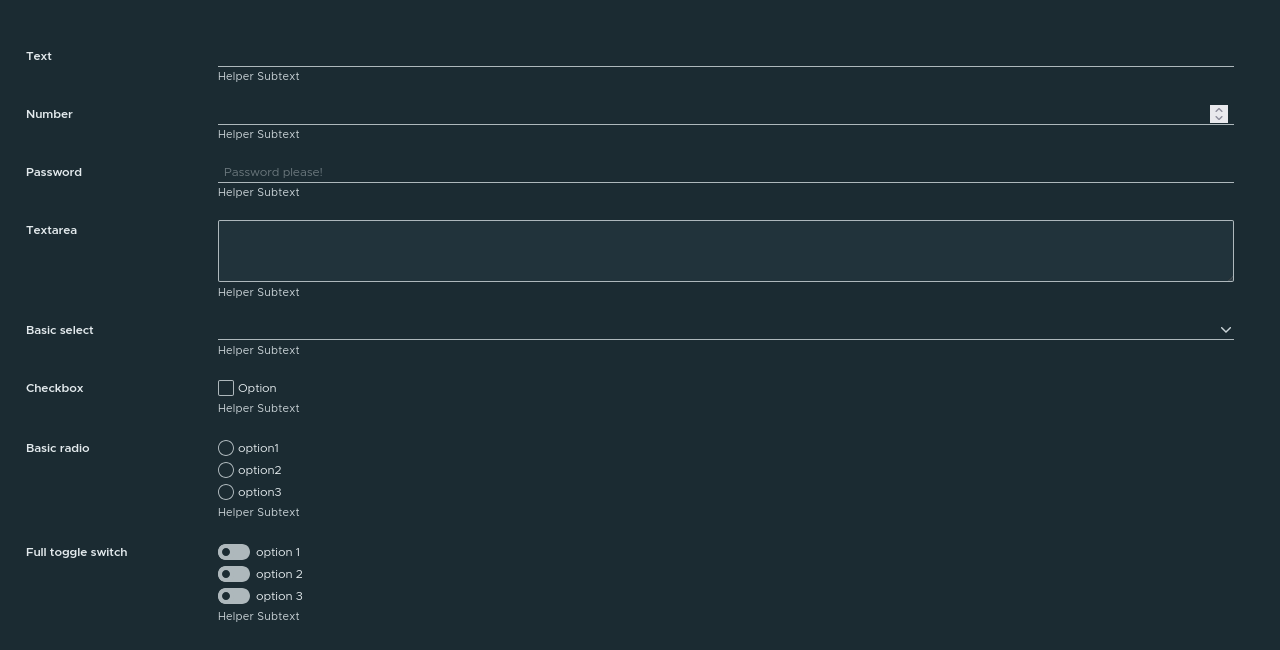 Text
Helper Subtext
Number
Helper Subtext
Password
Password please!
Helper Subtext
Textarea
Helper Subtext
Basic select
Helper Subtext
Checkbox
Option
Helper Subtext
Basic radio
option1
option2
option3
Helper Subtext
Full toggle switch
option 1
option 2
option 3
Helper Subtext